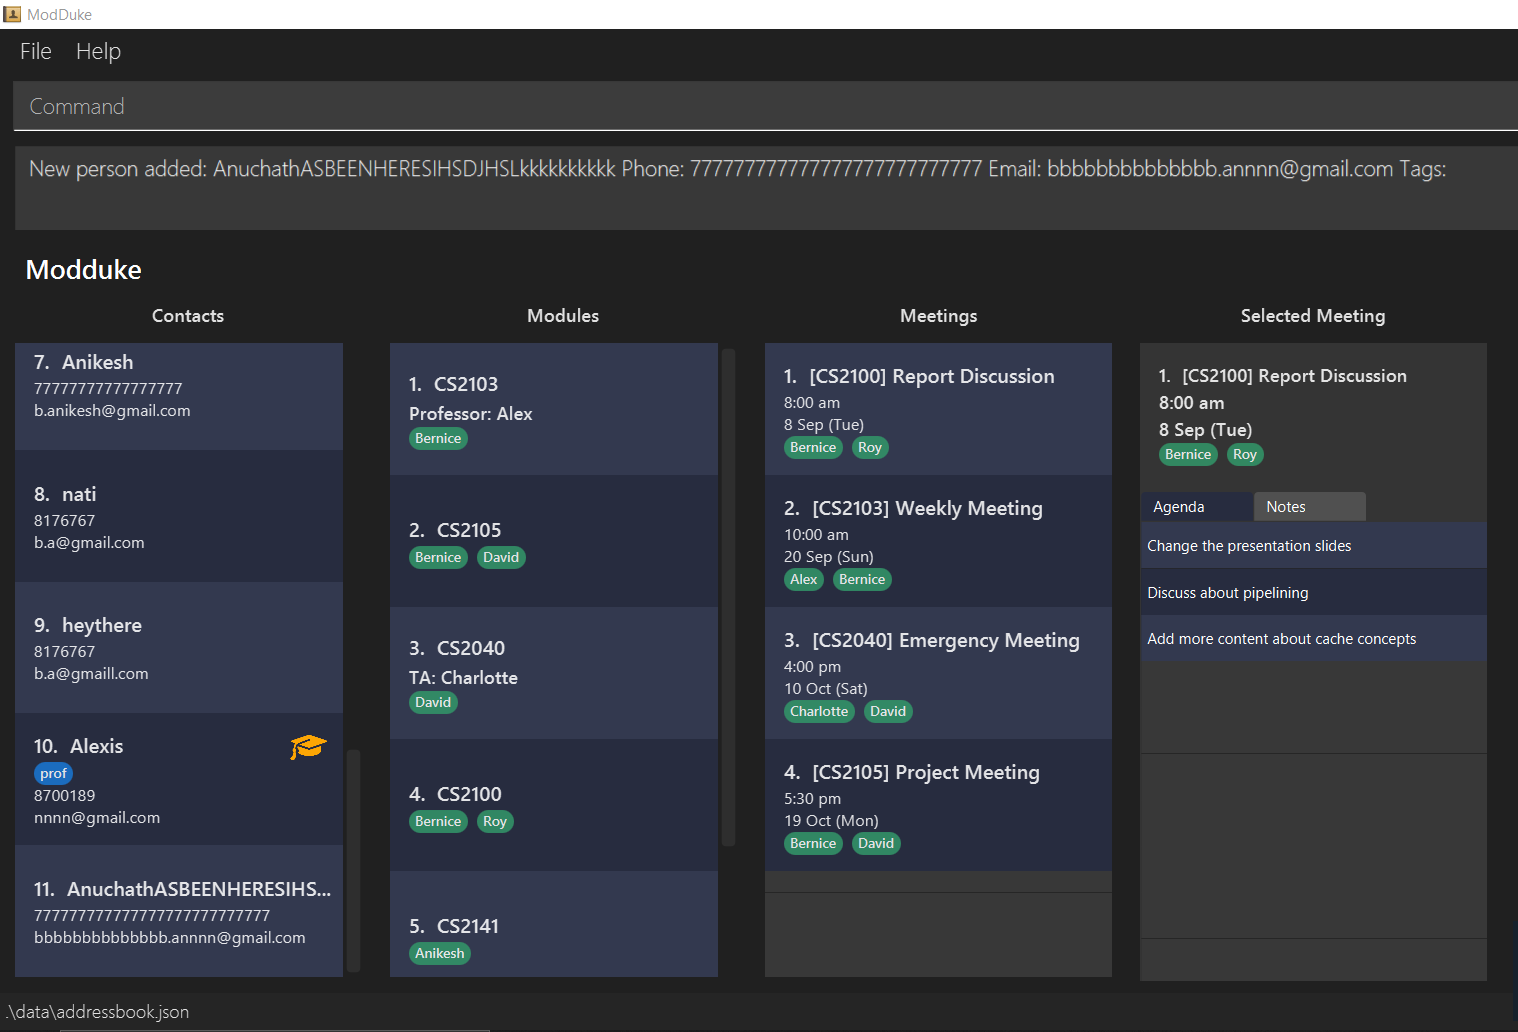 ModDuke
File Help
Command
New person added: AnuchathASBEENHERESIHSDJHSLkkkkkkkkkk Phone: 777777777777777777777777777 Email: bbbbbbbbbbbbbb.annnn@gmail.com Tags:
Modduke
Contacts
7. Anikesh
77777777777777777
b.anikesh@gmail.com
8. nati
8176767
b.a@gmail.com
9. heythere
8176767
b.a@gmaill.com
10. Alexis
prof
8700189
nnnn@gmail.com
11. AnuchathASBEENHERESIHS...
777777777777777777777777777
bbbbbbbbbbbbbb.annnn@gmail.com
Modules
1. CS2103
Professor: Alex
Bernice
2. CS2105
Bernice David
3. CS2040
TA: Charlotte
David
4. CS2100
Bernice Roy
5. CS2141
Anikesh
Meetings
1. [CS2100] Report Discussion
8:00 am
8 Sep (Tue)
Bernice Roy
2. [CS2103] Weekly Meeting
10:00 am
20 Sep (Sun)
Alex Bernice
3. [CS2040] Emergency Meeting
4:00 pm
10 Oct (Sat)
Charlotte David
4. [CS2105] Project Meeting
5:30 pm
19 Oct (Mon)
Bernice David
Selected Meeting
1. [CS2100] Report Discussion
8:00 am
8 Sep (Tue)
Bernice Roy
Agenda Notes
Change the presentation slides
Discuss about pipelining
Add more content about cache concepts
.\data\addressbook.json